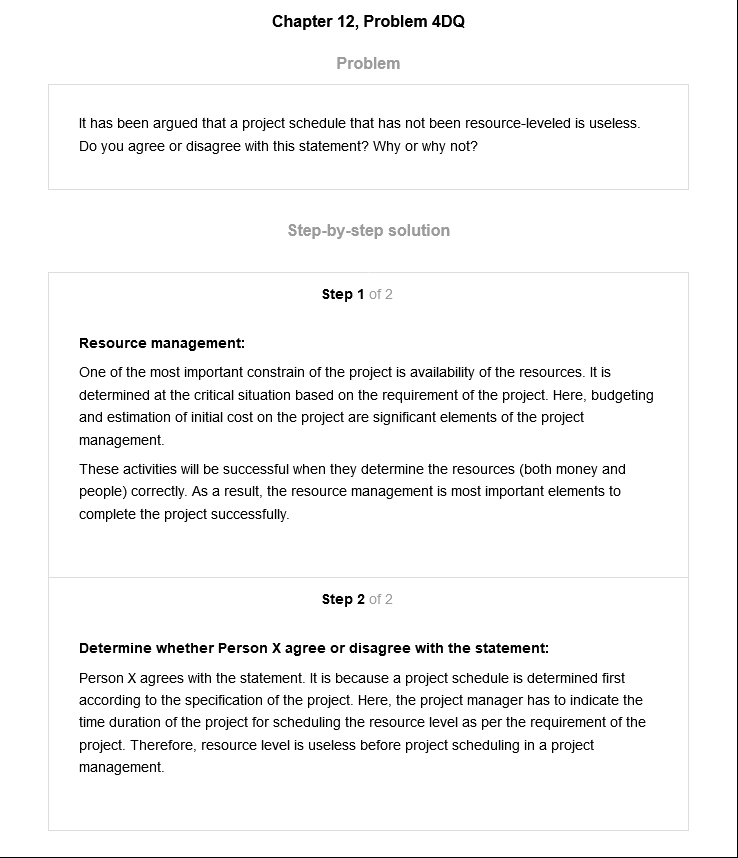 Chapter 12, Problem 4DQ
Problem
It has been argued that a project schedule that has not been resource-leveled is useless.
Do you agree or disagree with this statement? Why or why not?
Step-by-step solution
Step 1 of 2
Resource management:
One of the most important constrain of the project is availability of the resources. It is
determined at the critical situation based on the requirement of the project. Here, budgeting
and estimation of initial cost on the project are significant elements of the project
management.
These activities will be successful when they determine the resources (both money and
people) correctly. As a result, the resource management is most important elements to
complete the project successfully.
Step 2 of 2
Determine whether Person X agree or disagree with the statement:
Person X agrees with the statement. It is because a project schedule is determined first
according to the specification of the project. Here, the project manager has to indicate the
time duration of the project for scheduling the resource level as per the requirement of the
project. Therefore, resource level is useless before project scheduling in a project
management.